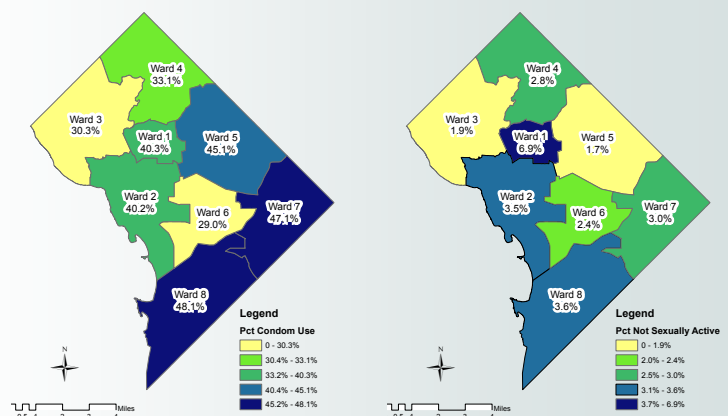 Ward 4
33.1%
Ward 3
30.3%
Ward 1
40.3%
Ward 5
45.1%
Ward 2
40.2%
Ward 6
29.0%
Ward 7
47.1%
Ward 8
48.1%
Legend
Pct Condom Use
0 - 30.3%
30.4% - 33.1%
33.2% - 40.3%
40.4% - 45.1%
45.2% - 48.1%
N
Miles
Ward 4
2.8%
Ward 3
1.9%
Ward 1
6.9%
Ward 5
1.7%
Ward 2
3.5%
Ward 6
2.4%
Ward 7
3.0%
Ward 8
3.6%
Legend
Pct Not Sexually Active
0 - 1.9%
2.0% - 2.4%
2.5% - 3.0%
3.1% - 3.6%
3.7% - 6.9%
N
Miles